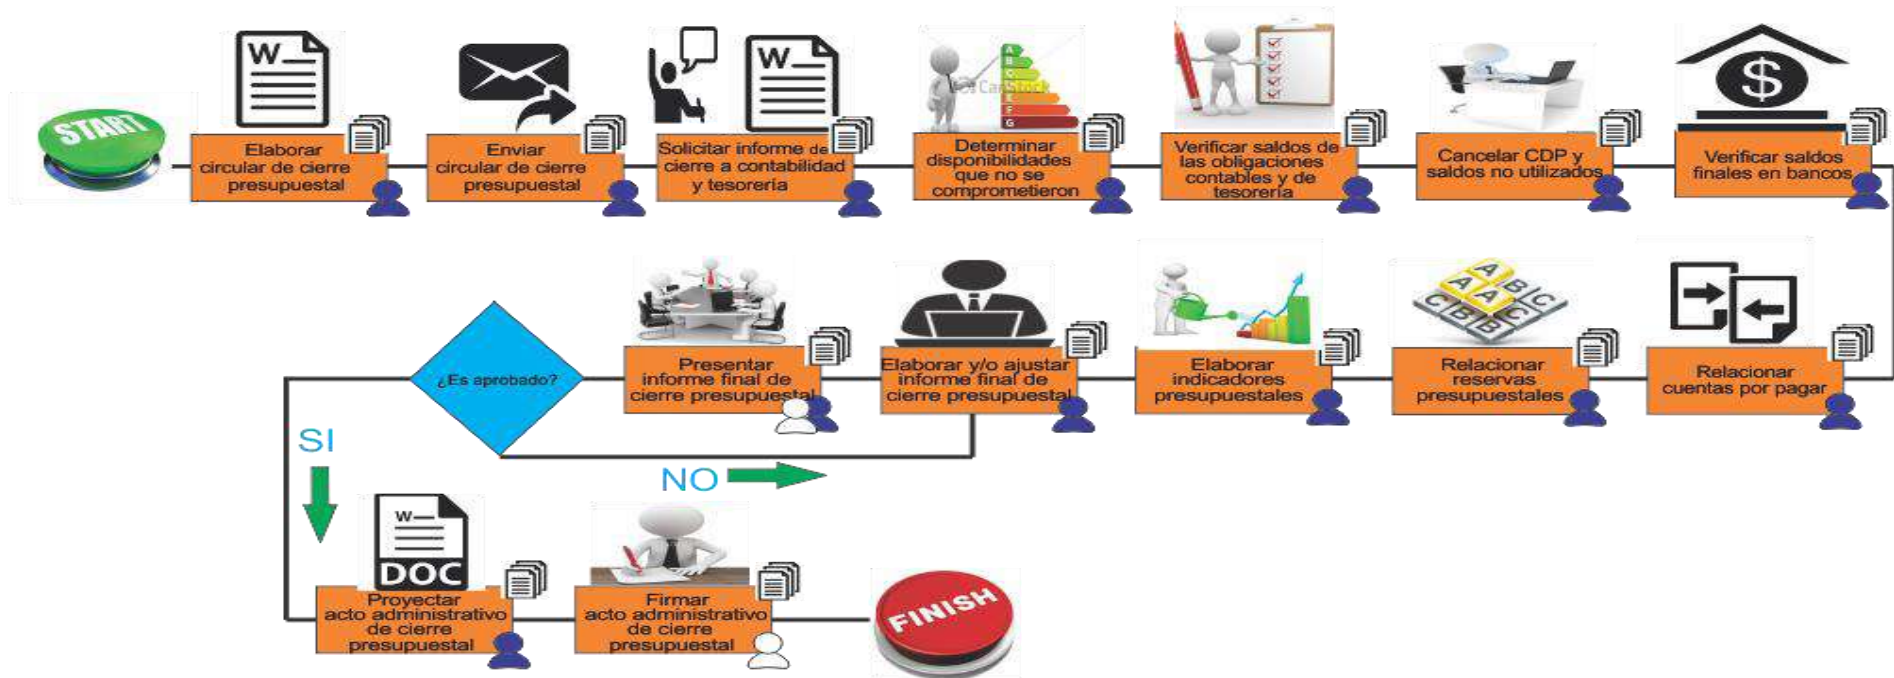 START
W
Elaborar
circular de cierre
presupuestal
Enviar
circular de cierre
presupuestal
W
Solicitar informe de
cierre a contabilidad
y tesorería
A
B
C
E
F
G
CanStock
Determinar
disponibilidades
que no se
comprometieron
Verificar saldos de
las obligaciones
contables y de
tesorería
Cancelar CDP y
saldos no utilizados
$
Verificar saldos
finales en bancos
¿Es aprobado?
Presentar
informe final de
cierre presupuestal
Elaborar y/o ajustar
informe final de
cierre presupuestal
Elaborar
indicadores
presupuestales
A
A B C
A A C
C B B
Relacionar
reservas
presupuestales
Relacionar
cuentas por pagar
SI
NO
W
DOC
Proyectar
acto administrativo
de cierre
presupuestal
Firmar
acto administrativo
de cierre
presupuestal
FINISH